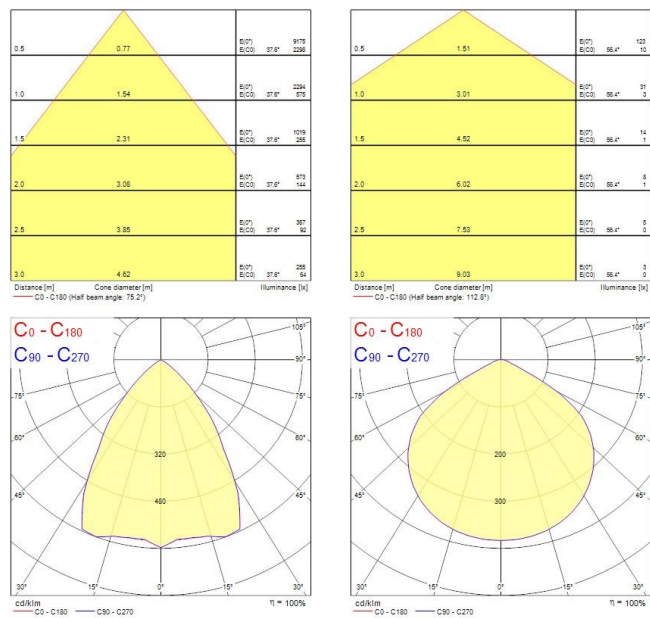 0.5 0.77 E(0°) 9175
E(C0) 37.6° 2296
1.0 1.54 E(0°) 2294
E(C0) 37.6° 575
1.5 2.31 E(0°) 1019
E(C0) 37.6° 255
2.0 3.08 E(0°) 573
E(C0) 37.6° 144
2.5 3.85 E(0°) 367
E(C0) 37.6° 92
3.0 4.62 E(0°) 255
E(C0) 37.6° 64
Distance [m] Cone diameter [m] Illuminance [lx]
C0 - C180 (Half beam angle: 75.2°)
0.5 1.51 E(0°) 123
E(C0) 56.4° 10
1.0 3.01 E(0°) 31
E(C0) 56.4° 3
1.5 4.52 E(0°) 14
E(C0) 56.4° 1
2.0 6.02 E(0°) 8
E(C0) 56.4° 1
2.5 7.53 E(0°) 5
E(C0) 56.4° 0
3.0 9.03 E(0°) 3
E(C0) 56.4° 0
Distance [m] Cone diameter [m] Illuminance [lx]
C0 - C180 (Half beam angle: 112.8°)
C0 - C180
C90 - C270
105°
90°
75° 75°
60° 60°
320
45° 45°
480
30° 15° 0° 15° 30°
cd/klm η = 100%
C0 - C180 C90 - C270
C0 - C180
C90 - C270
105°
90°
75° 75°
60° 60°
200
45° 45°
300
30° 15° 0° 15° 30°
cd/klm η = 100%
C0 - C180 C90 - C270